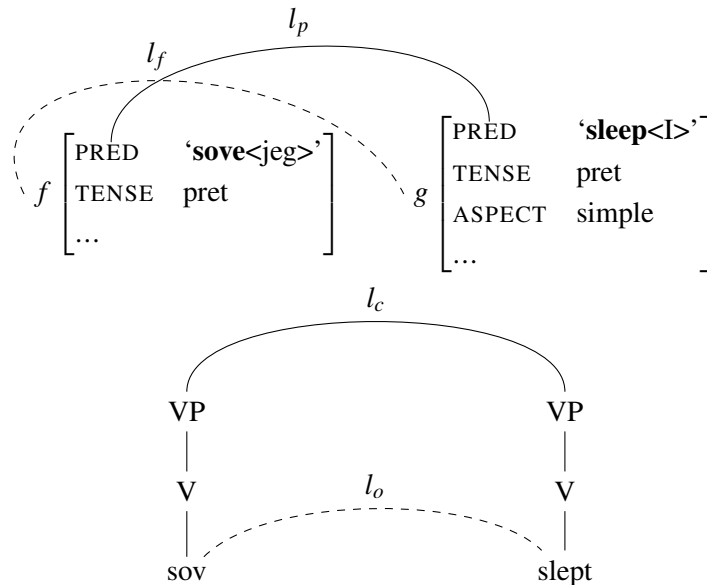 l_p
l_f
f [PRED ‘sove<jeg>’
TENSE pret
…]
g [PRED ‘sleep<I>’
TENSE pret
ASPECT simple
…]
l_c
VP VP
V V
l_o
sov slept